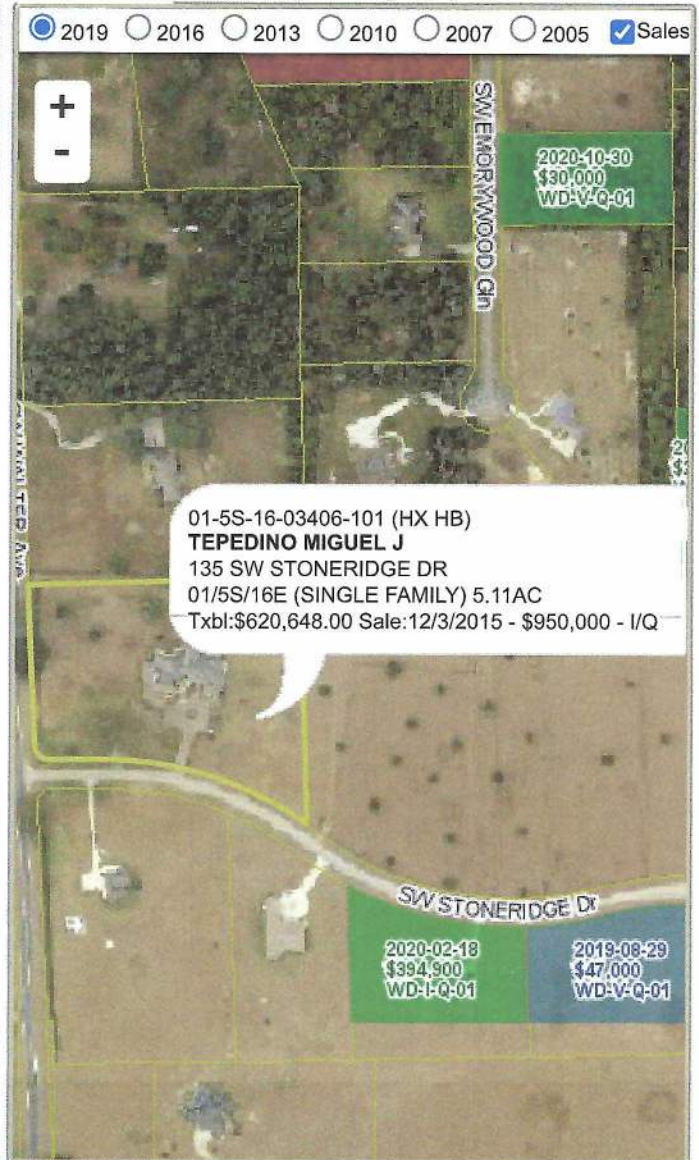 2019 2016 2013 2010 2007 2005 Sales
+
-
SW EMORYWOOD Gln
2020-10-30
$30,000
WD-V-Q-01
Ave
01-5S-16-03406-101 (HX HB)
TEPEDINO MIGUEL J
135 SW STONERIDGE DR
01/5S/16E (SINGLE FAMILY) 5.11AC
Txbl:$620,648.00 Sale:12/3/2015 - $950,000 - I/Q
SW STONERIDGE Dr
2020-02-18
$394,900
WD-I-Q-01
2019-08-29
$47,000
WD-V-Q-01